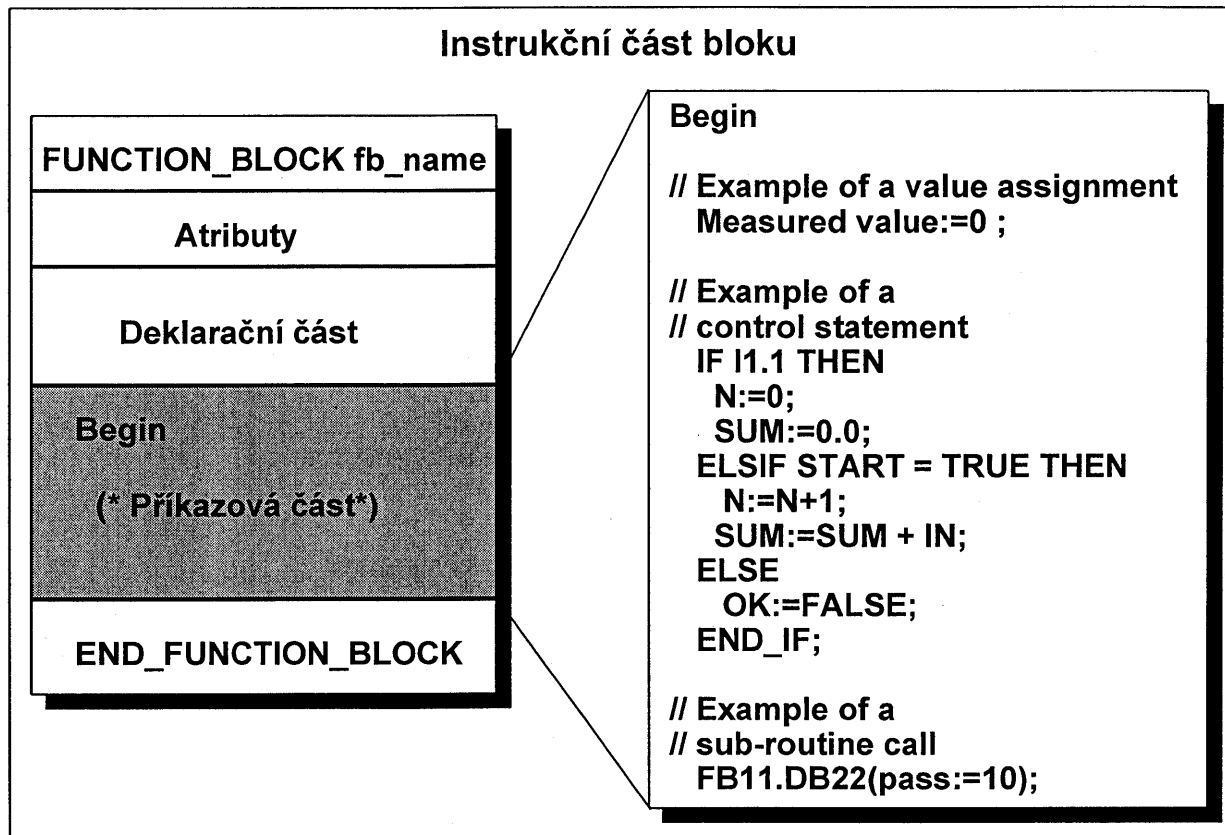 Instrukční část bloku
FUNCTION_BLOCK fb_name
Atributy
Deklarační část
Begin
(* Příkazová část*)
END_FUNCTION_BLOCK
Begin
// Example of a value assignment
Measured value:=0 ;
// Example of a
// control statement
IF I1.1 THEN
N:=0;
SUM:=0.0;
ELSIF START = TRUE THEN
N:=N+1;
SUM:=SUM + IN;
ELSE
OK:=FALSE;
END_IF;
// Example of a
// sub-routine call
FB11.DB22(pass:=10);